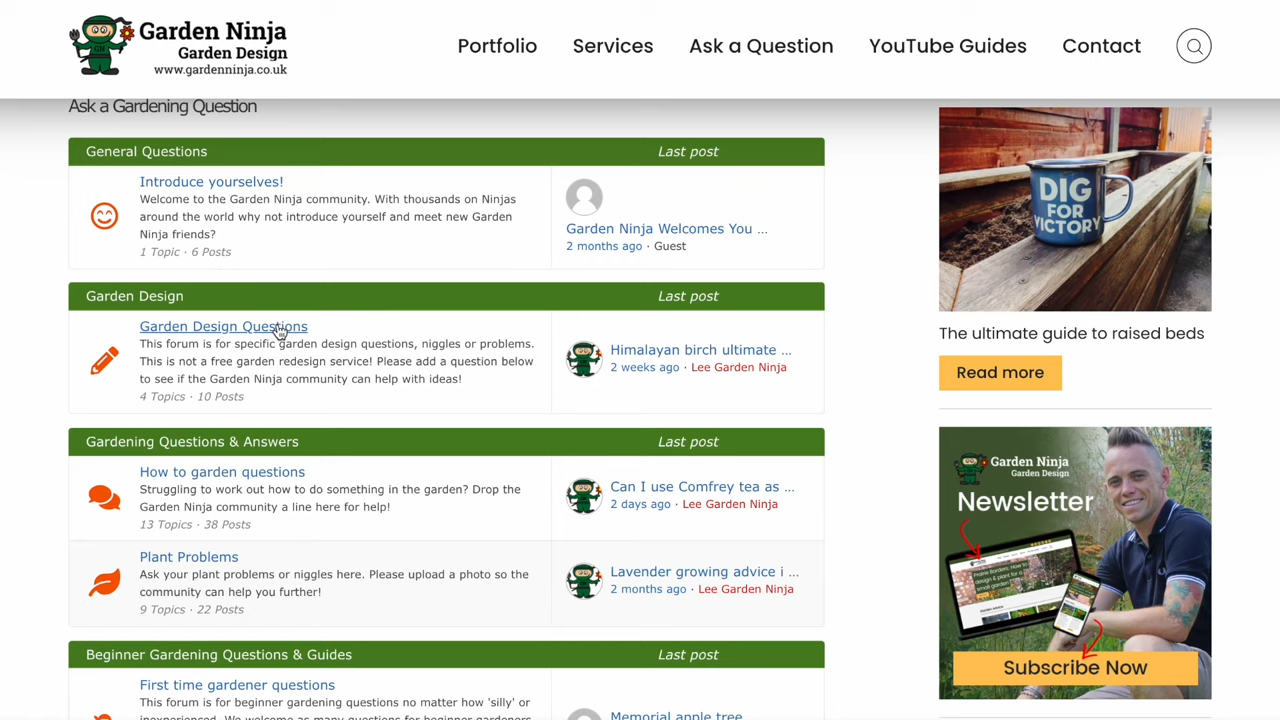 Garden Ninja
Garden Design
www.gardenninja.co.uk
Portfolio
Services
Ask a Question
YouTube Guides
Contact
Ask a Gardening Question
General Questions
Last post
Introduce yourselves!
Welcome to the Garden Ninja community. With thousands on Ninjas
around the world why not introduce yourself and meet new Garden
Ninja friends?
1 Topic · 6 Posts
Garden Ninja Welcomes You ...
2 months ago · Guest
Garden Design
Last post
Garden Design Questions
This forum is for specific garden design questions, niggles or problems.
This is not a free garden redesign service! Please add a question below
to see if the Garden Ninja community can help with ideas!
4 Topics · 10 Posts
Himalayan birch ultimate ...
2 weeks ago · Lee Garden Ninja
Gardening Questions & Answers
Last post
How to garden questions
Struggling to work out how to do something in the garden? Drop the
Garden Ninja community a line here for help!
13 Topics · 38 Posts
Can I use Comfrey tea as ...
2 days ago · Lee Garden Ninja
Plant Problems
Ask your plant problems or niggles here. Please upload a photo so the
community can help you further!
9 Topics · 22 Posts
Lavender growing advice i ...
2 months ago · Lee Garden Ninja
Beginner Gardening Questions & Guides
Last post
First time gardener questions
This forum is for beginner gardening questions no matter how 'silly' or
inexperienced. We welcome as many questions for beginner gardeners
Memorial apple tree
DIG
FOR
VICTORY
The ultimate guide to raised beds
Read more
Garden Ninja
Garden Design
Newsletter
Subscribe Now